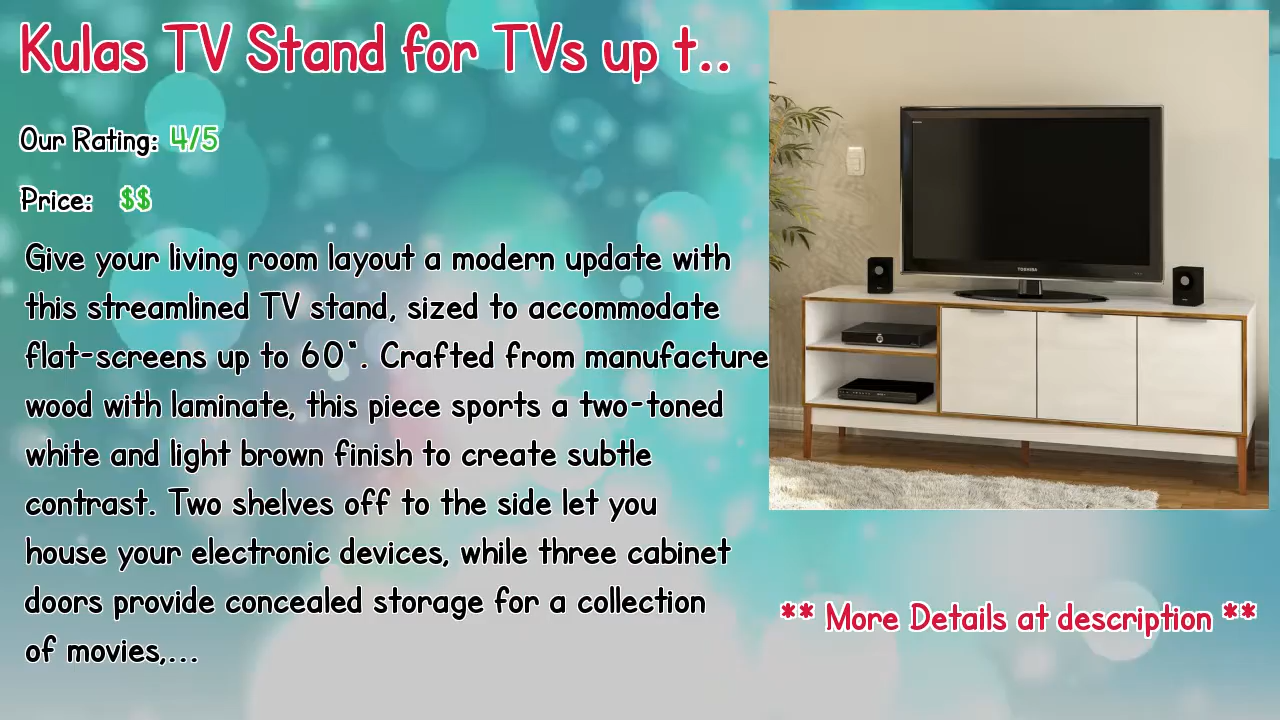 Kulas TV Stand for TVs up t..
Our Rating: 4/5
Price: $$
Give your living room layout a modern update with
this streamlined TV stand, sized to accommodate
flat-screens up to 60". Crafted from manufacture
wood with laminate, this piece sports a two-toned
white and light brown finish to create subtle
contrast. Two shelves off to the side let you
house your electronic devices, while three cabinet
doors provide concealed storage for a collection
of movies,...
TOSHIBA
** More Details at description **